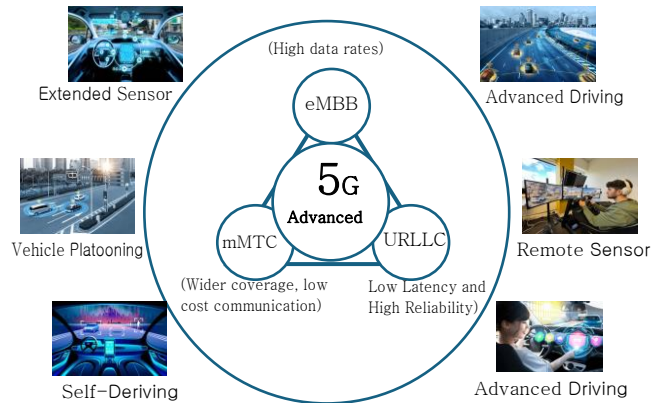 (High data rates)
Extended Sensor
eMBB
Advanced Driving
5G
Advanced
Vehicle Platooning
mMTC
URLLC
Remote Sensor
(Wider coverage, low
cost communication)
Low Latency and
High Reliability)
Self-Deriving
Advanced Driving